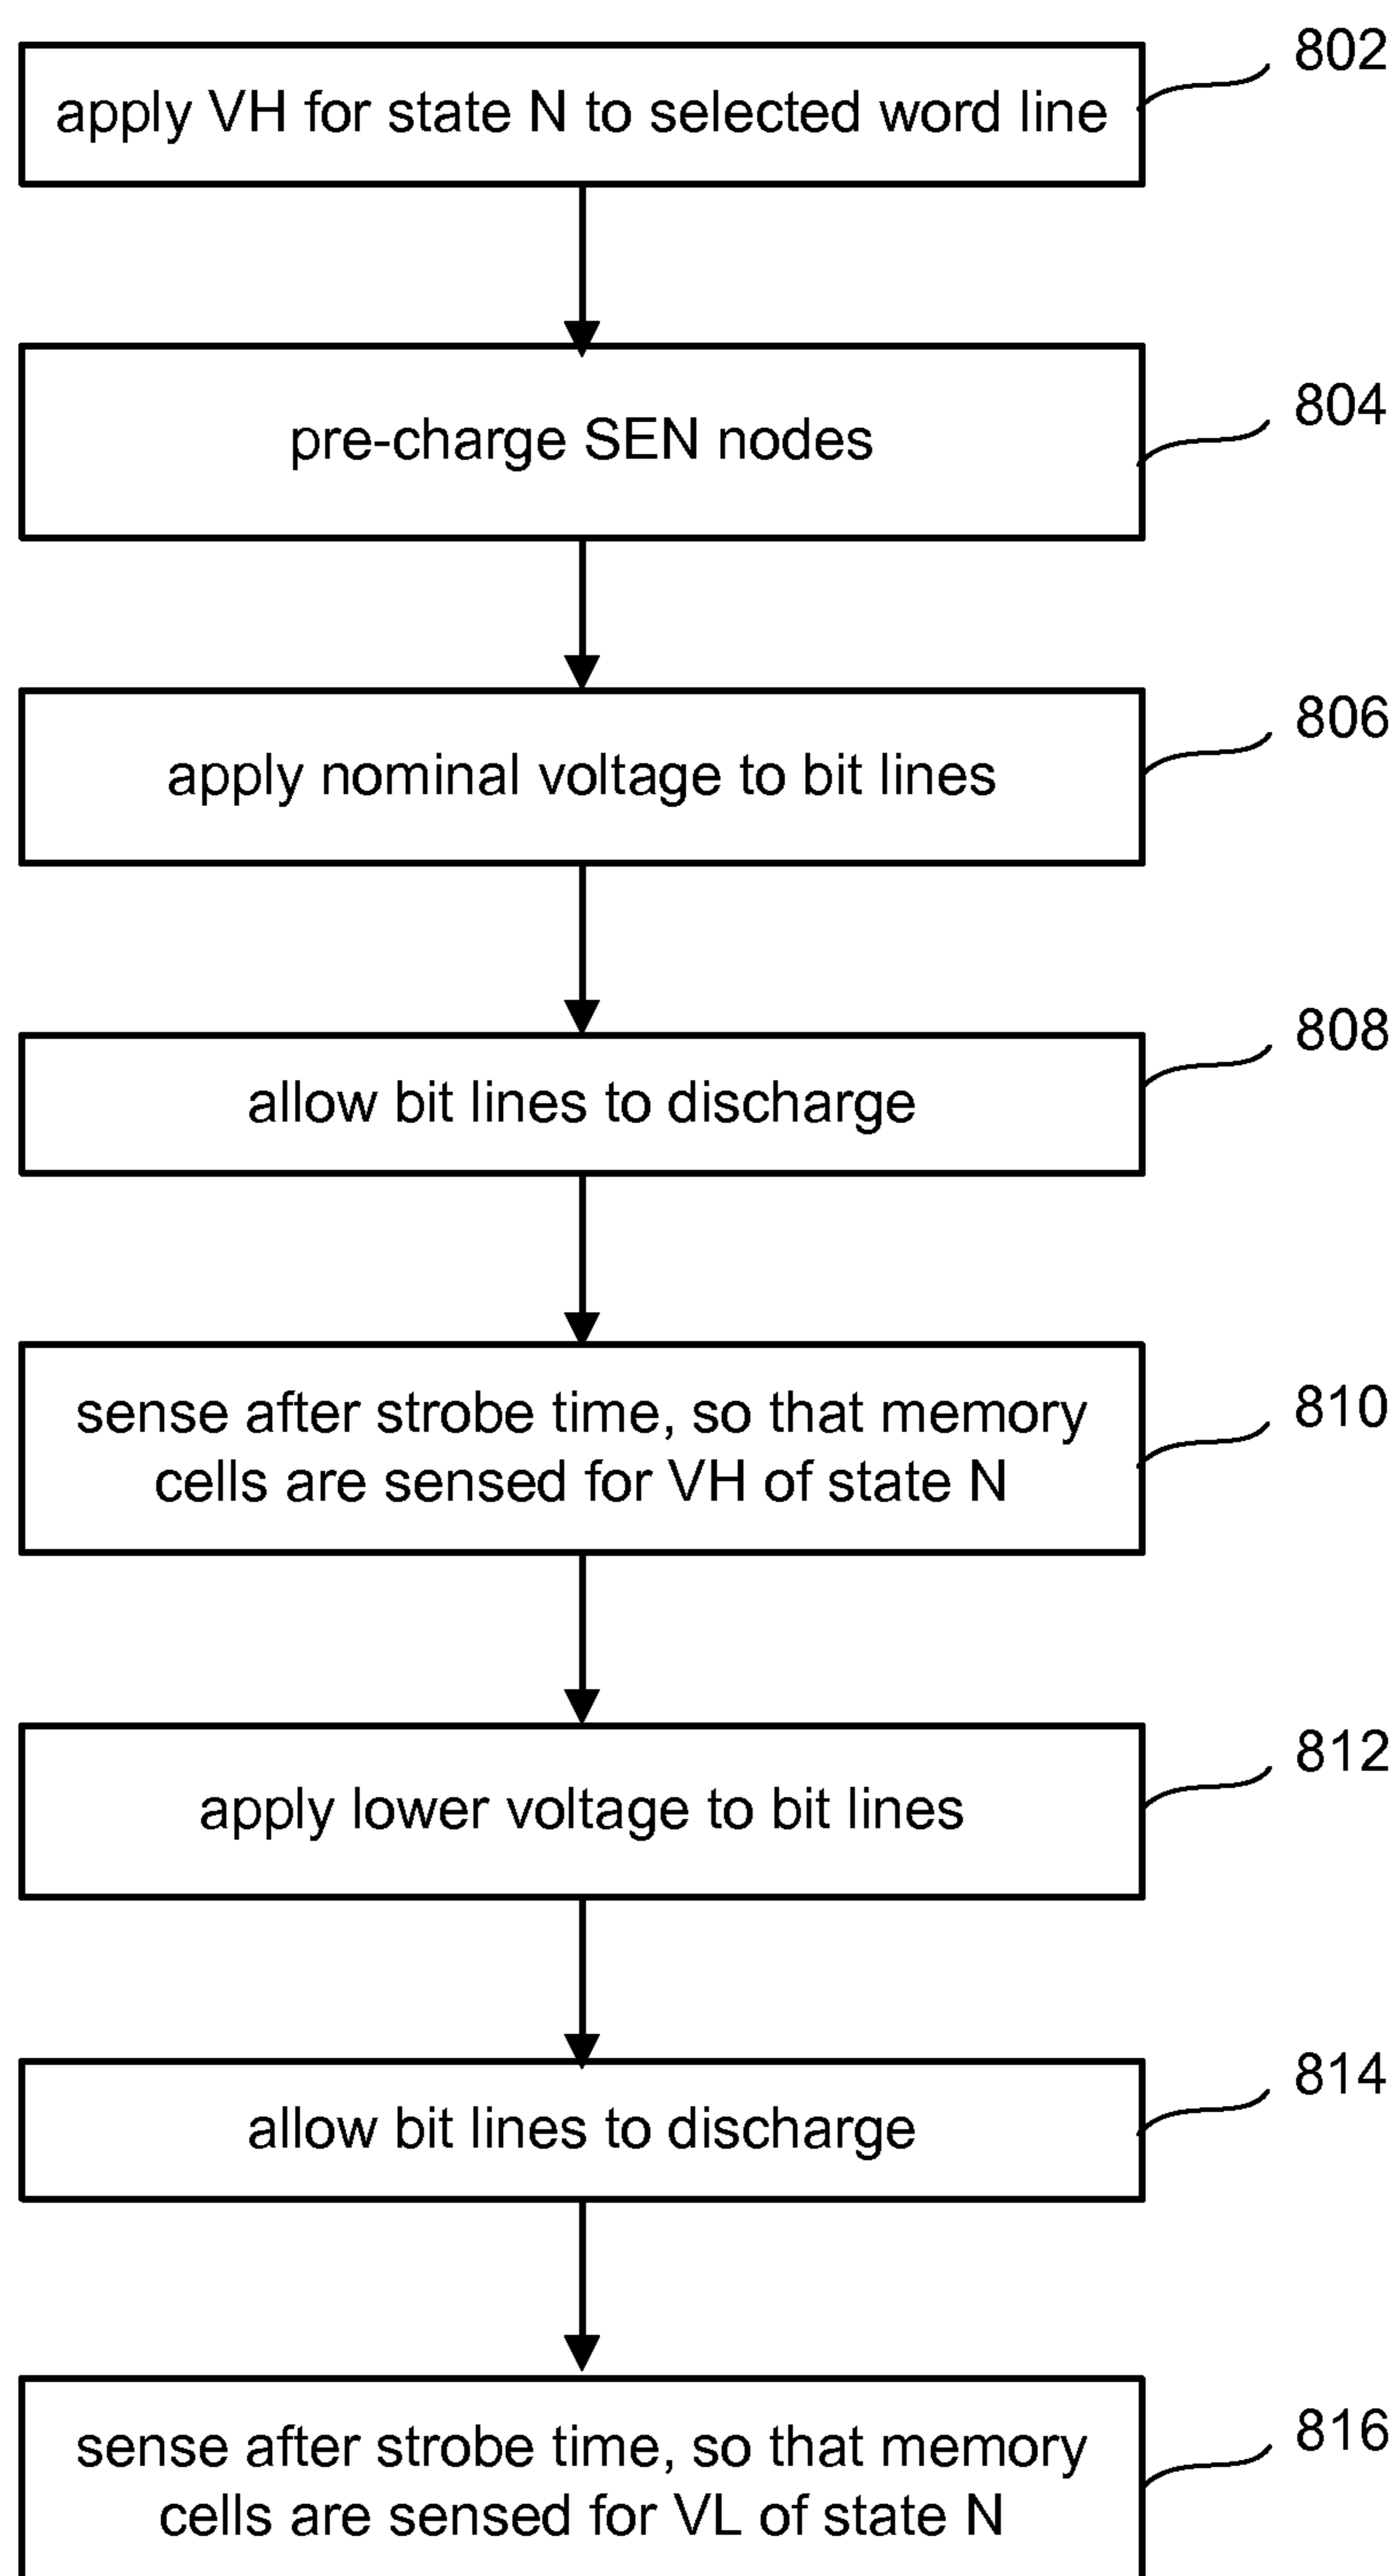 802
apply VH for state N to selected word line
804
pre-charge SEN nodes
806
apply nominal voltage to bit lines
808
allow bit lines to discharge
810
sense after strobe time, so that memory
cells are sensed for VH of state N
812
apply lower voltage to bit lines
814
allow bit lines to discharge
816
sense after strobe time, so that memory
cells are sensed for VL of state N